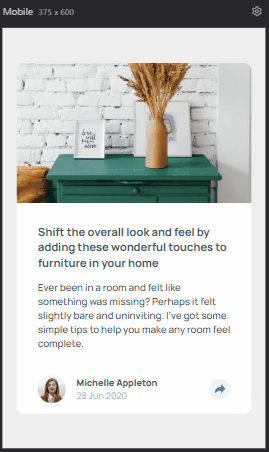 Mobile 375 x 600
Shift the overall look and feel by
adding these wonderful touches to
furniture in your home
Ever been in a room and felt like
something was missing? Perhaps it felt
slightly bare and uninviting. I've got some
simple tips to help you make any room feel
complete.
Michelle Appleton
28 Jun 2020